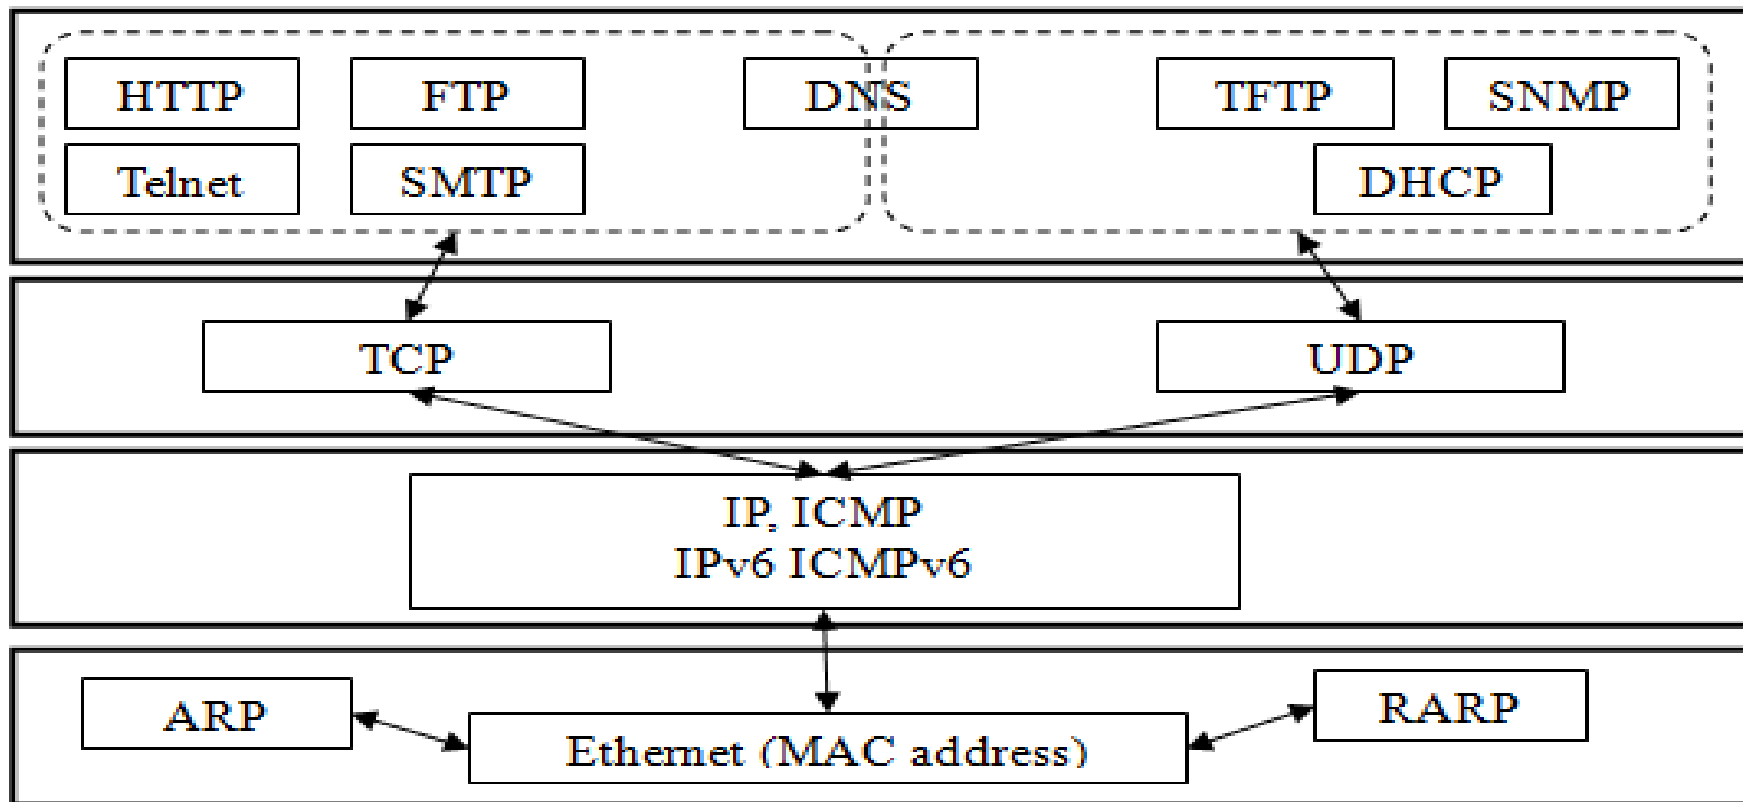 HTTP FTP DNS TFTP SNMP
Telnet SMTP DHCP
TCP UDP
IP, ICMP
IPv6 ICMPv6
ARP RARP
Ethernet (MAC address)